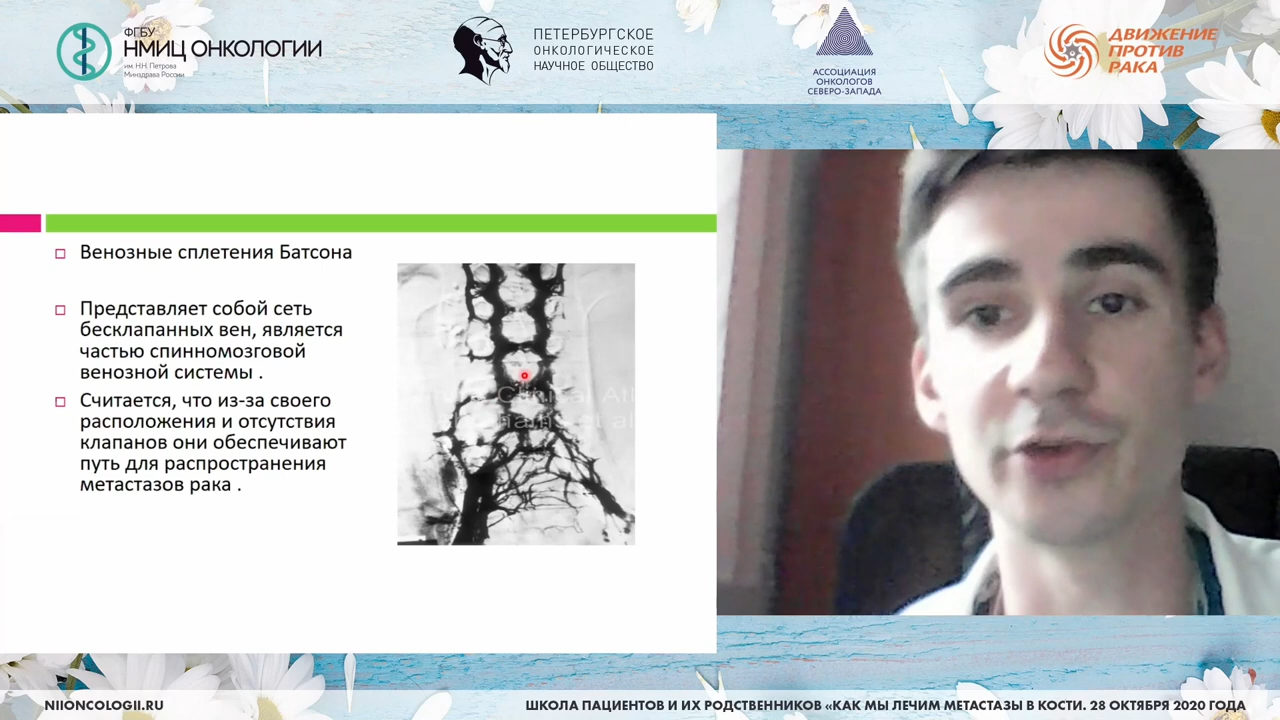 ФГБУ
НМИЦ ОНКОЛОГИИ
им. Н.Н. Петрова
Минздрава России
ПЕТЕРБУРГСКОЕ
ОНКОЛОГИЧЕСКОЕ
НАУЧНОЕ ОБЩЕСТВО
АССОЦИАЦИЯ
ОНКОЛОГОВ
СЕВЕРО-ЗАПАДА
ДВИЖЕНИЕ
ПРОТИВ
РАКА
Венозные сплетения Батсона
Представляет собой сеть
бесклапанных вен, является
частью спинномозговой
венозной системы .
Считается, что из-за своего
расположения и отсутствия
клапанов они обеспечивают
путь для распространения
метастазов рака .
Clinical
et al
NIIONCOLOGII.RU
ШКОЛА ПАЦИЕНТОВ И ИХ РОДСТВЕННИКОВ «КАК МЫ ЛЕЧИМ МЕТАСТАЗЫ В КОСТИ. 28 ОКТЯБРЯ 2020 ГОДА